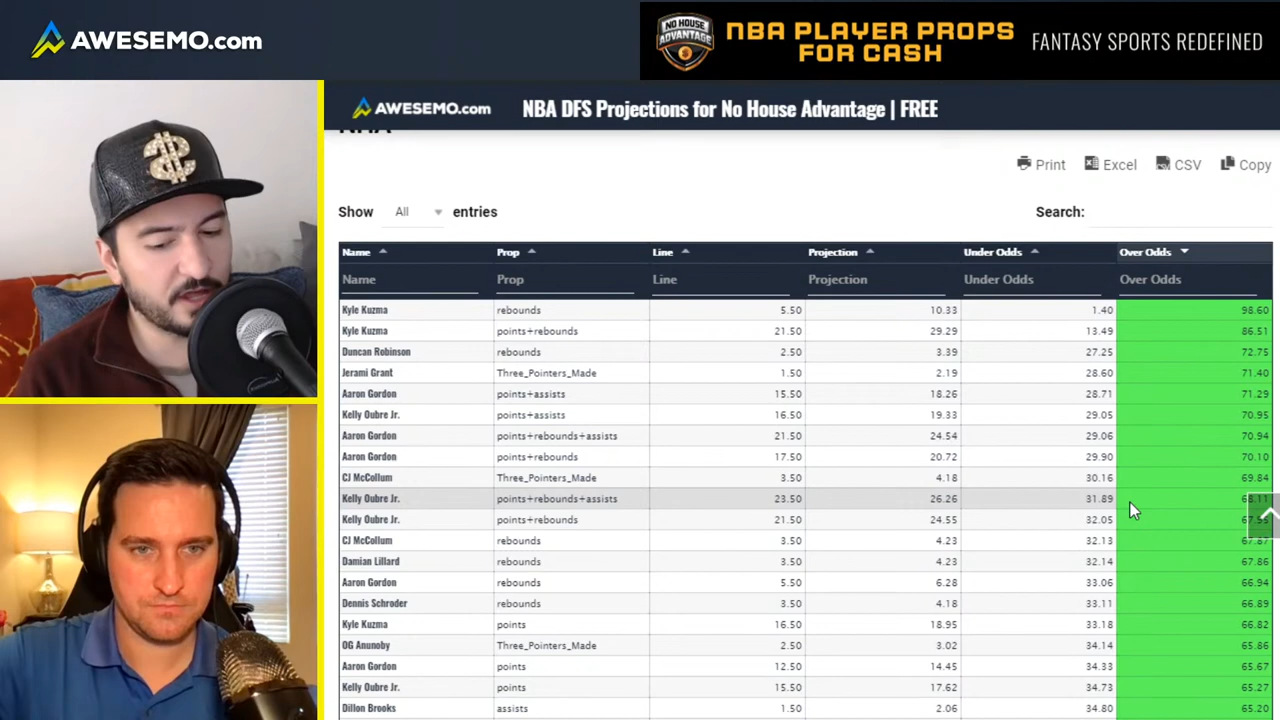 AWESEMO.com
NO HOUSE ADVANTAGE
NBA PLAYER PROPS FOR CASH
FANTASY SPORTS REDEFINED
AWESEMO.com NBA DFS Projections for No House Advantage | FREE
NHA
Print Excel CSV Copy
Show All entries Search:
Name Prop Line Projection Under Odds Over Odds
Name Prop Line Projection Under Odds Over Odds
Kyle Kuzma rebounds 5.50 10.33 1.40 98.60
Kyle Kuzma points+rebounds 21.50 29.29 13.49 86.51
Duncan Robinson rebounds 2.50 3.39 27.25 72.75
Jerami Grant Three_Pointers_Made 1.50 2.19 28.60 71.40
Aaron Gordon points+assists 15.50 18.26 28.71 71.29
Kelly Oubre Jr. points+assists 16.50 19.33 29.05 70.95
Aaron Gordon points+rebounds+assists 21.50 24.54 29.06 70.94
Aaron Gordon points+rebounds 17.50 20.72 29.90 70.10
CJ McCollum Three_Pointers_Made 3.50 4.18 30.16 69.84
Kelly Oubre Jr. points+rebounds+assists 23.50 26.26 31.89 68.11
Kelly Oubre Jr. points+rebounds 21.50 24.55 32.05 67.95
CJ McCollum rebounds 3.50 4.23 32.13 67.87
Damian Lillard rebounds 3.50 4.23 32.14 67.86
Aaron Gordon rebounds 5.50 6.28 33.06 66.94
Dennis Schroder rebounds 3.50 4.18 33.11 66.89
Kyle Kuzma points 16.50 18.95 33.18 66.82
OG Anunoby Three_Pointers_Made 2.50 3.02 34.14 65.86
Aaron Gordon points 12.50 14.45 34.33 65.67
Kelly Oubre Jr. points 15.50 17.62 34.73 65.27
Dillon Brooks assists 1.50 2.06 34.80 65.20